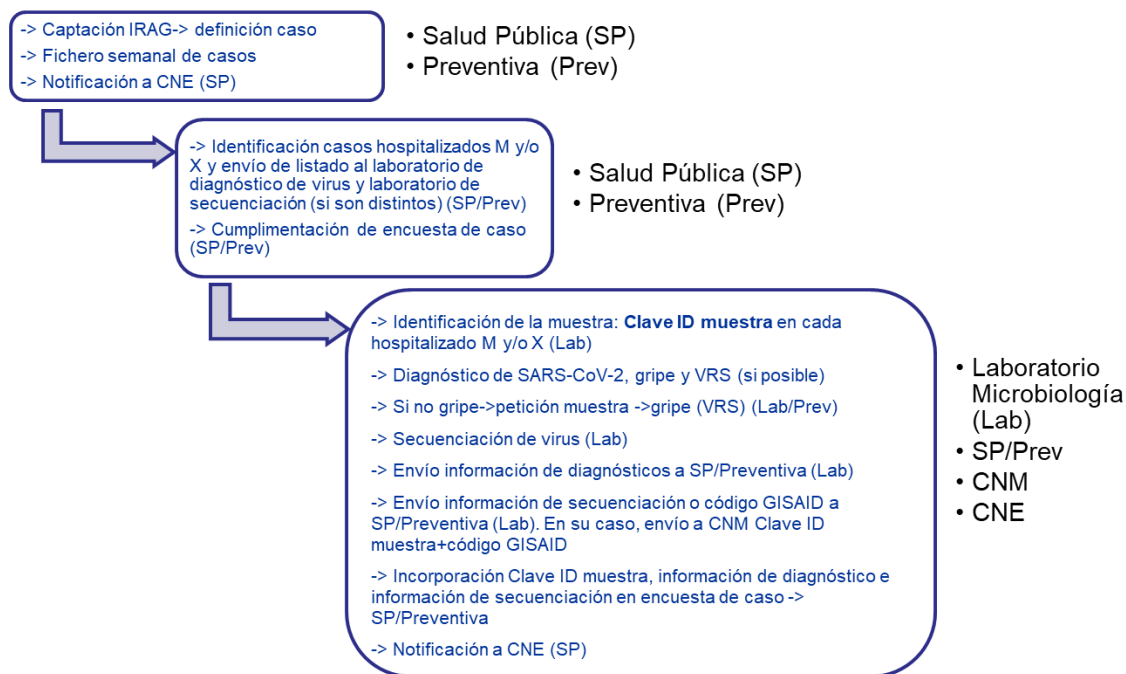 -> Captación IRAG-> definición caso
-> Fichero semanal de casos
-> Notificación a CNE (SP)
• Salud Pública (SP)
• Preventiva (Prev)
-> Identificación casos hospitalizados M y/o
X y envío de listado al laboratorio de
diagnóstico de virus y laboratorio de
secuenciación (si son distintos) (SP/Prev)
-> Cumplimentación de encuesta de caso
(SP/Prev)
• Salud Pública (SP)
• Preventiva (Prev)
-> Identificación de la muestra: Clave ID muestra en cada
hospitalizado M y/o X (Lab)
-> Diagnóstico de SARS-CoV-2, gripe y VRS (si posible)
-> Si no gripe->petición muestra ->gripe (VRS) (Lab/Prev)
-> Secuenciación de virus (Lab)
-> Envío información de diagnósticos a SP/Preventiva (Lab)
-> Envío información de secuenciación o código GISAID a
SP/Preventiva (Lab). En su caso, envío a CNM Clave ID
muestra+código GISAID
-> Incorporación Clave ID muestra, información de diagnóstico e
información de secuenciación en encuesta de caso ->
SP/Preventiva
-> Notificación a CNE (SP)
• Laboratorio
Microbiología
(Lab)
• SP/Prev
• CNM
• CNE